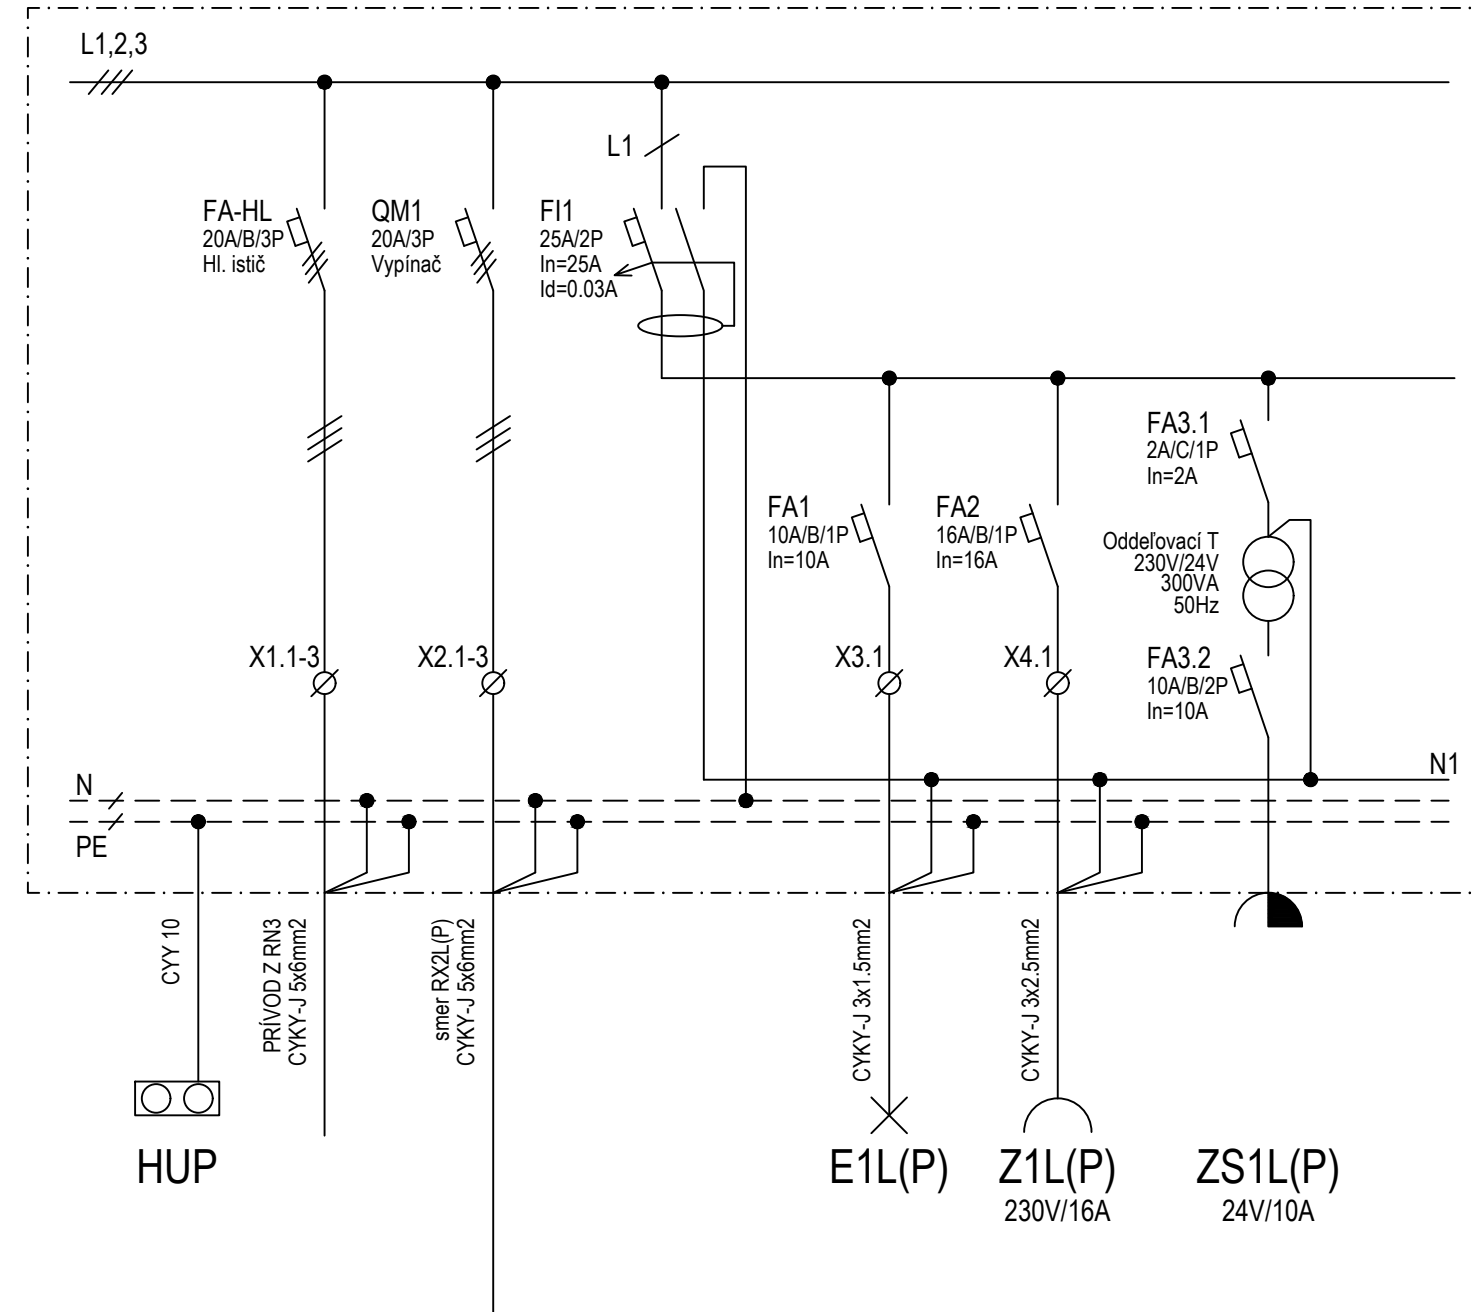 L1,2,3
L1
FA-HL
20A/B/3P
Hl. istič
QM1
20A/3P
Vypínač
FI1
25A/2P
In=25A
Id=0.03A
FA3.1
2A/C/1P
In=2A
FA1
10A/B/1P
In=10A
FA2
16A/B/1P
In=16A
Oddeľovací T
230V/24V
300VA
50Hz
X1.1-3
X2.1-3
X3.1
X4.1
FA3.2
10A/B/2P
In=10A
N
N1
PE
CYY 10
PRÍVOD Z RN3
CYKY-J 5x6mm2
smer RX2L(P)
CYKY-J 5x6mm2
CYKY-J 3x1.5mm2
CYKY-J 3x2.5mm2
HUP
E1L(P)
Z1L(P)
230V/16A
ZS1L(P)
24V/10A